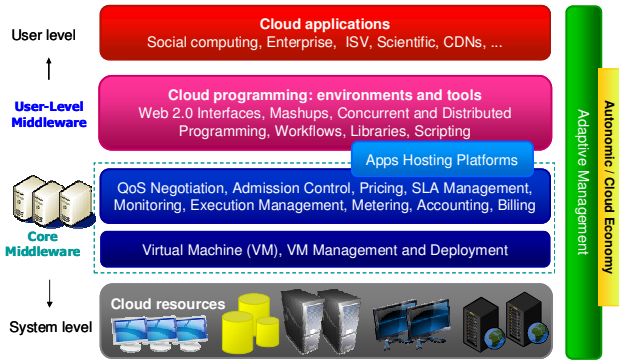 User level
Cloud applications
Social computing, Enterprise, ISV, Scientific, CDNs, ...
User-Level
Middleware
Cloud programming: environments and tools
Web 2.0 Interfaces, Mashups, Concurrent and Distributed
Programming, Workflows, Libraries, Scripting
Apps Hosting Platforms
QoS Negotiation, Admission Control, Pricing, SLA Management,
Monitoring, Execution Management, Metering, Accounting, Billing
Core
Middleware
Virtual Machine (VM), VM Management and Deployment
Cloud resources
System level
Adaptive Management
Autonomic / Cloud Economy